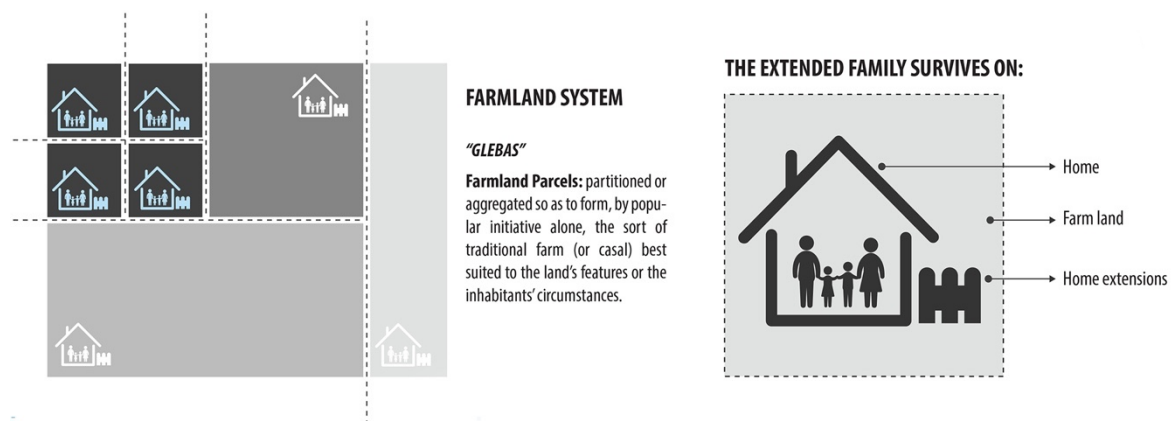 FARMLAND SYSTEM
“GLEBAS”
Farmland Parcels: partitioned or
aggregated so as to form, by popu-
lar initiative alone, the sort of
traditional farm (or casal) best
suited to the land’s features or the
inhabitants’ circumstances.
THE EXTENDED FAMILY SURVIVES ON:
Home
Farm land
Home extensions